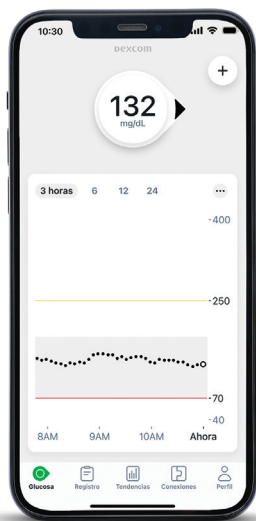 10:30
Dexcom
132
mg/dL
+
3 horas 6 12 24 ...
400
250
70
40
8AM 9AM 10AM Ahora
Glucosa Registro Tendencias Conexiones Perfil